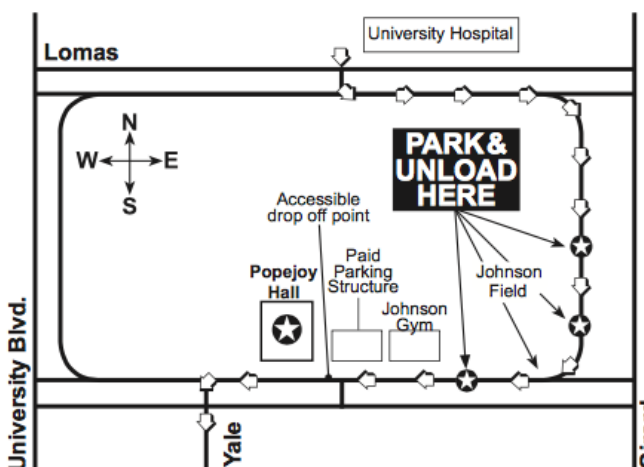 University Hospital
Lomas
N
W E
S
PARK &
UNLOAD
HERE
Accessible
drop off point
Paid
Parking
Structure
Popejoy
Hall
Johnson
Gym
Johnson
Field
University Blvd.
Yale